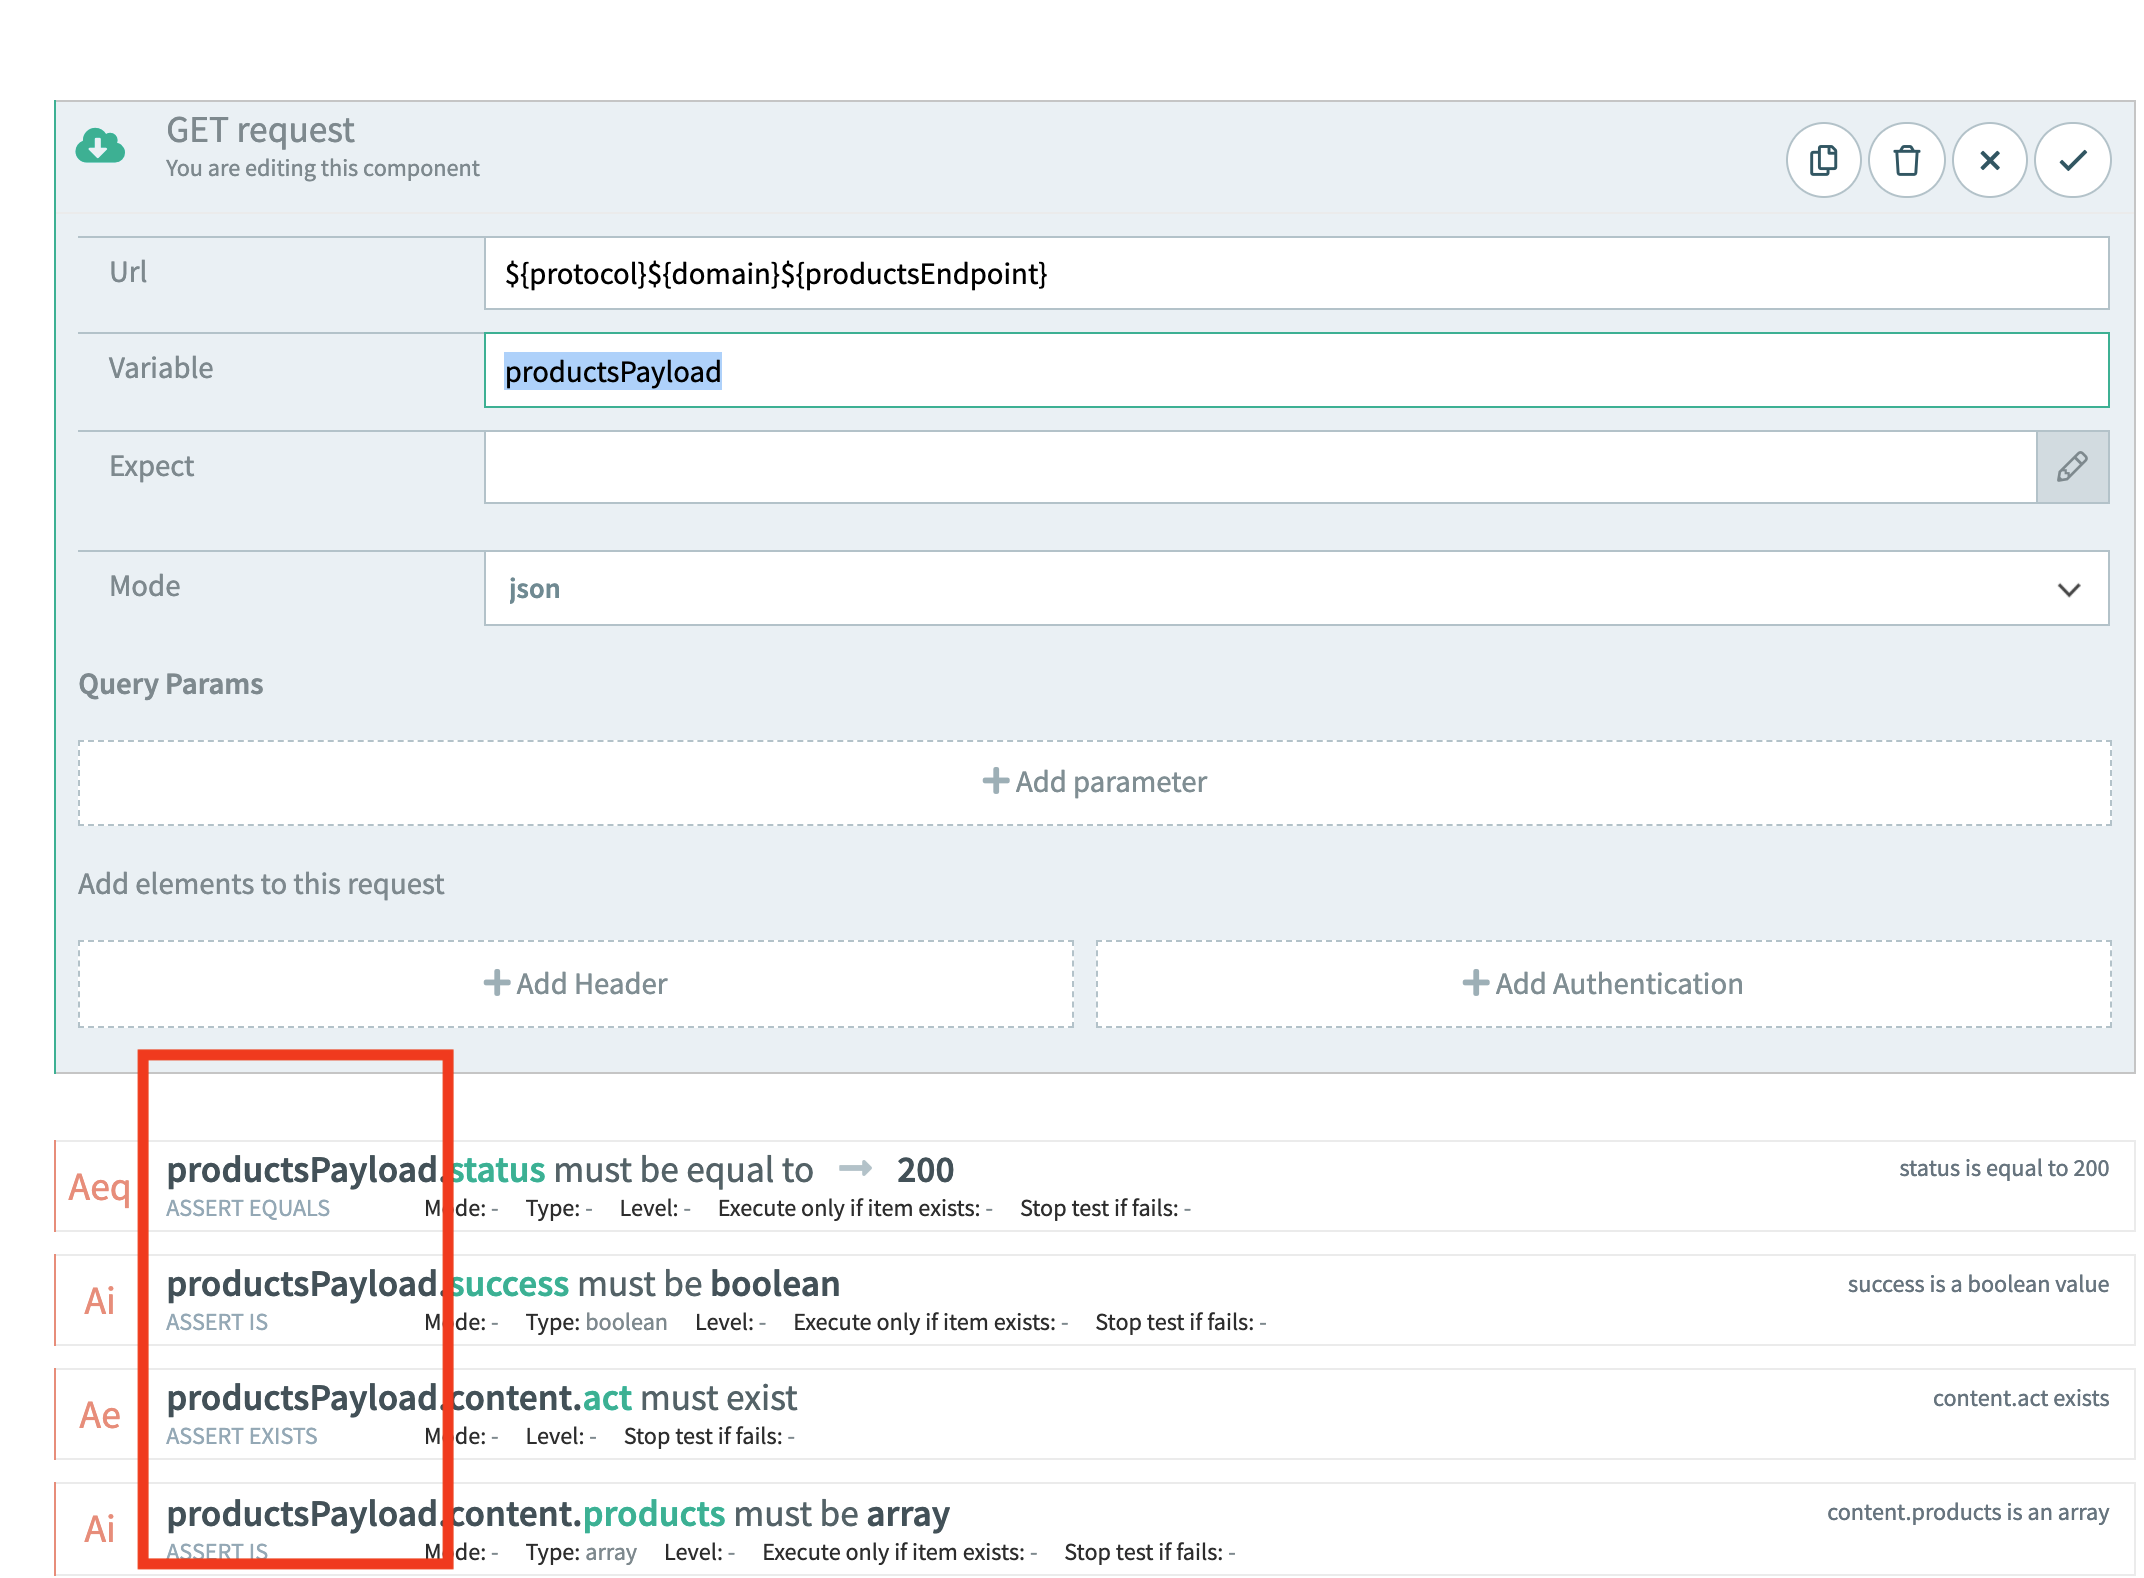 GET request
You are editing this component
Url
${protocol}${domain}${productsEndpoint}
Variable
productsPayload
Expect
Mode
json
Query Params
Add parameter
Add elements to this request
Add Header
Add Authentication
Aeq
productsPayload.status must be equal to → 200
status is equal to 200
ASSERT EQUALS Mode: - Type: - Level: - Execute only if item exists: - Stop test if fails: -
Ai
productsPayload.success must be boolean
success is a boolean value
ASSERT IS Mode: - Type: boolean Level: - Execute only if item exists: - Stop test if fails: -
Ae
productsPayload.content.act must exist
content.act exists
ASSERT EXISTS Mode: - Level: - Stop test if fails: -
Ai
productsPayload.content.products must be array
content.products is an array
ASSERT IS Mode: - Type: array Level: - Execute only if item exists: - Stop test if fails: -